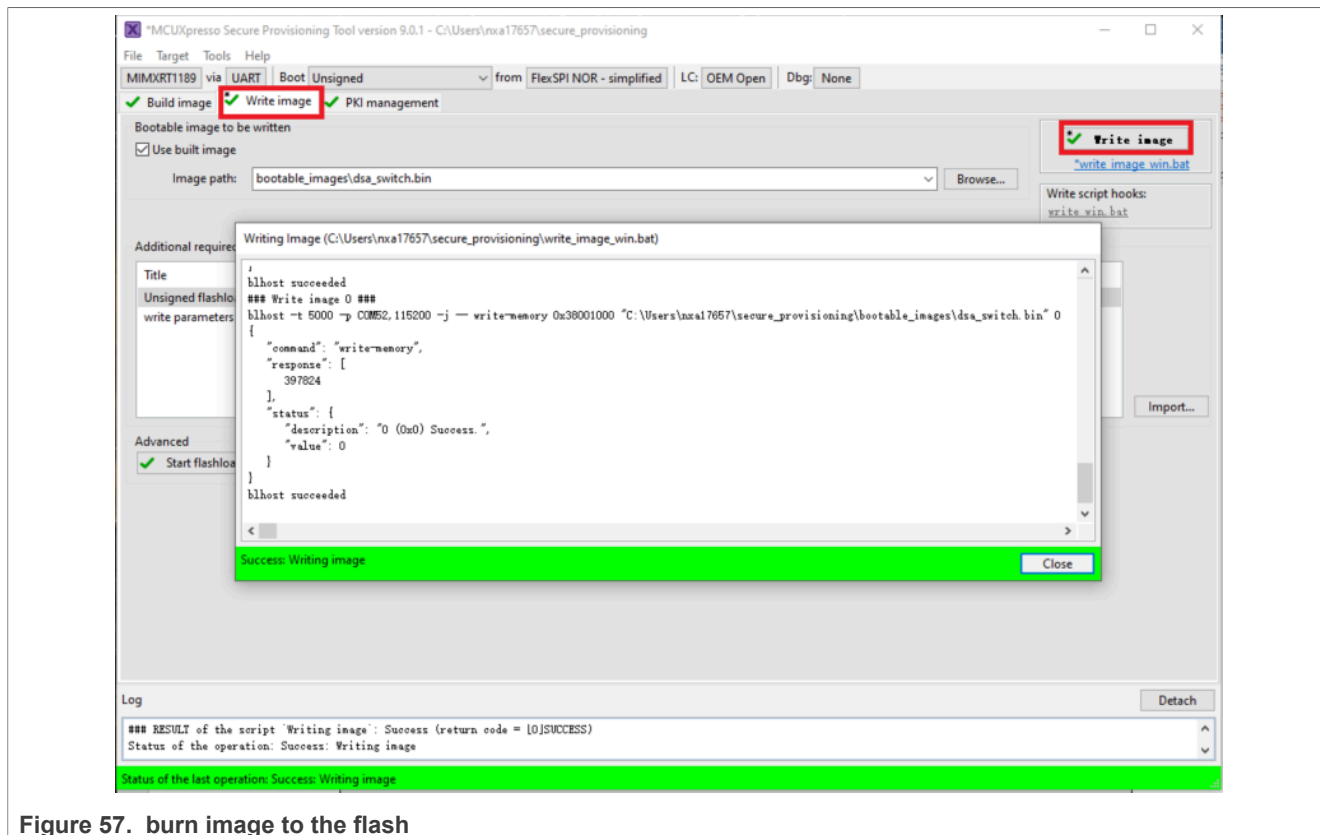 *MCUXpresso Secure Provisioning Tool version 9.0.1 - C:\Users\nxa17657\secure_provisioning
File Target Tools Help
MIMXRT1189 via UART Boot Unsigned from FlexSPI NOR - simplified LC: OEM Open Dbg: None
Build image Write image PKI management
Bootable image to be written
Use built image
Write image
*write_image_win.bat
Image path: bootable_images\dsa_switch.bin Browse...
Write script hooks:
write_win.bat
Additional required
Writing Image (C:\Users\nxa17657\secure_provisioning\write_image_win.bat)
Title
Unsigned flashlo
write parameters
}
blhost succeeded
### Write image 0 ###
blhost -t 5000 -p COM52,115200 -j -- write-memory 0x38001000 "C:\Users\nxa17657\secure_provisioning\bootable_images\dsa_switch.bin" 0
{
"command": "write-memory",
"response": [
397824
],
"status": {
"description": "0 (0x0) Success.",
"value": 0
}
}
blhost succeeded
Import...
Advanced
Start flashloa
Success: Writing image Close
Log Detach
### RESULT of the script `Writing image`: Success (return code = [0]SUCCESS)
Status of the operation: Success: Writing image
Status of the last operation: Success: Writing image
Figure 57. burn image to the flash